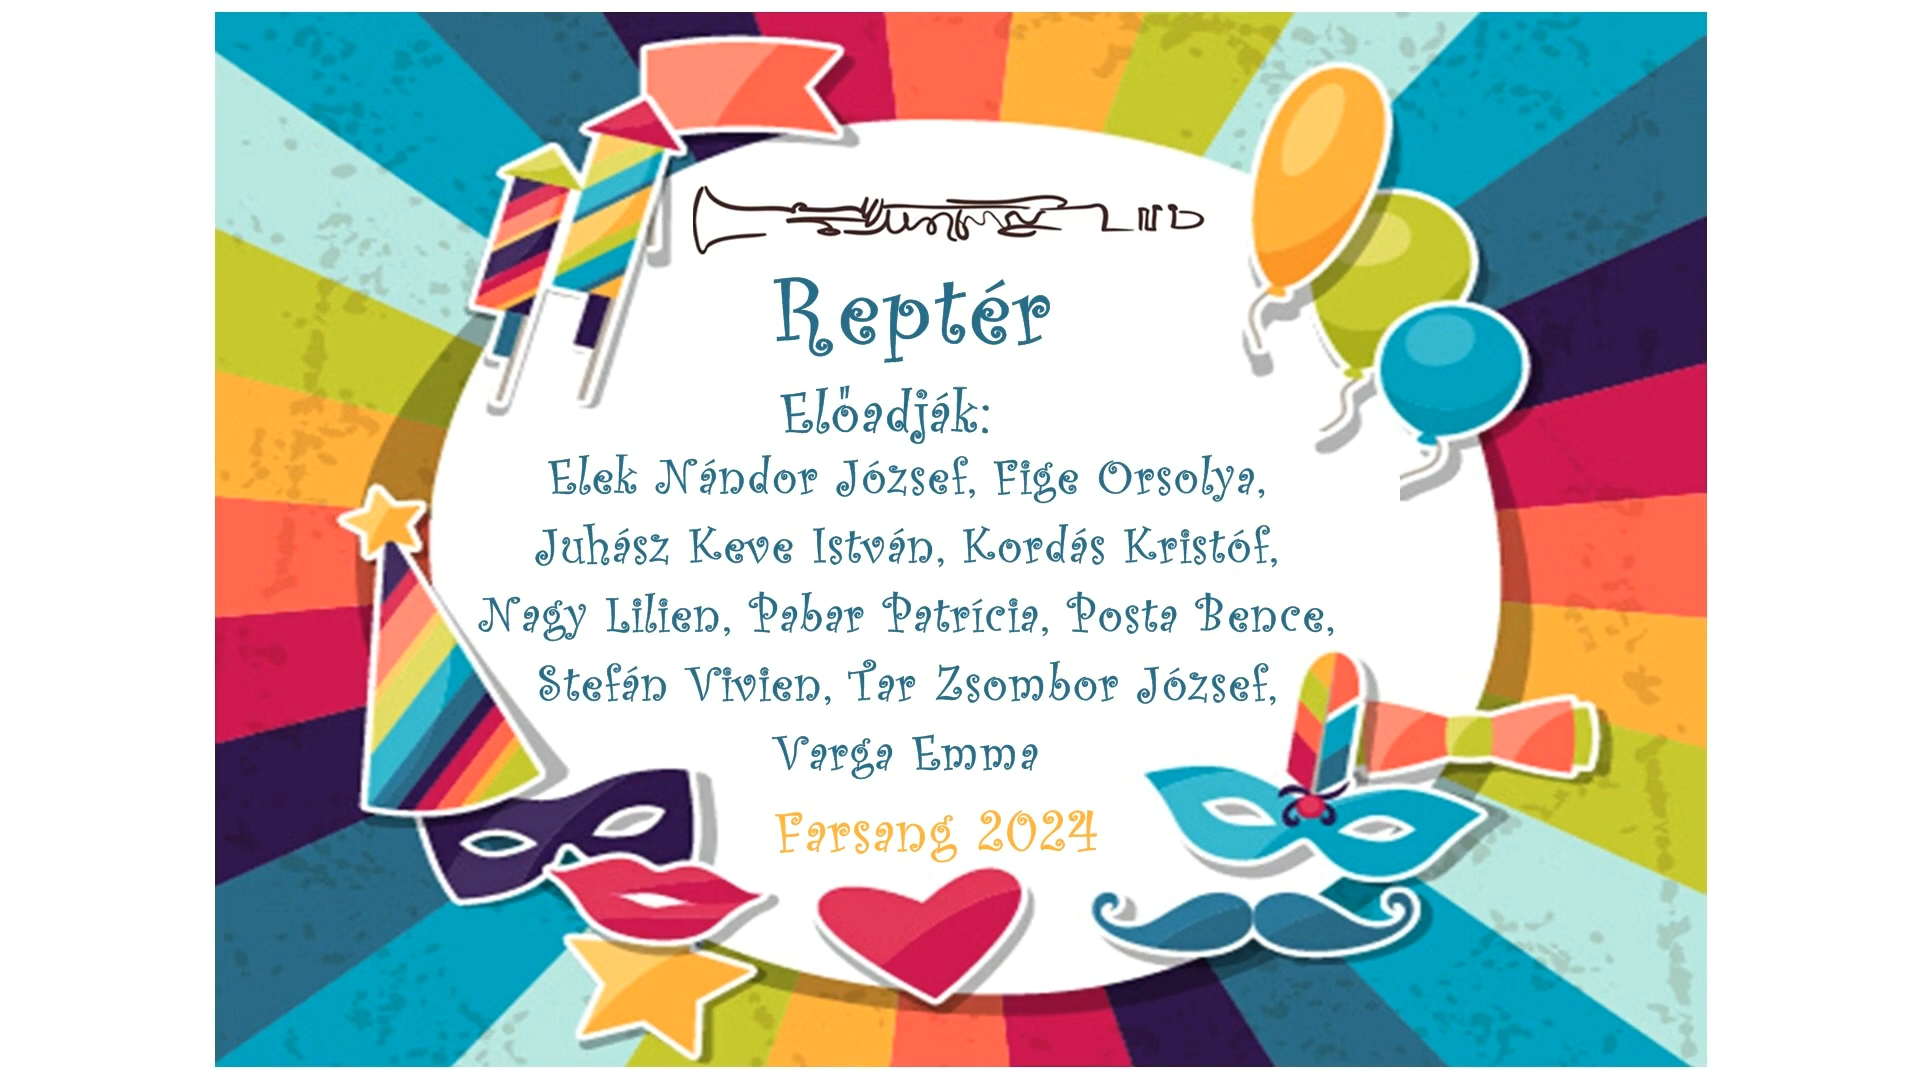 Reptér
Előadják:
Elek Nándor József, Fige Orsolya,
Juhász Keve István, Kordás Kristóf,
Nagy Lilien, Pabar Patrícia, Posta Bence,
Stefán Vivien, Tar Zsombor József,
Varga Emma
Farsang 2024